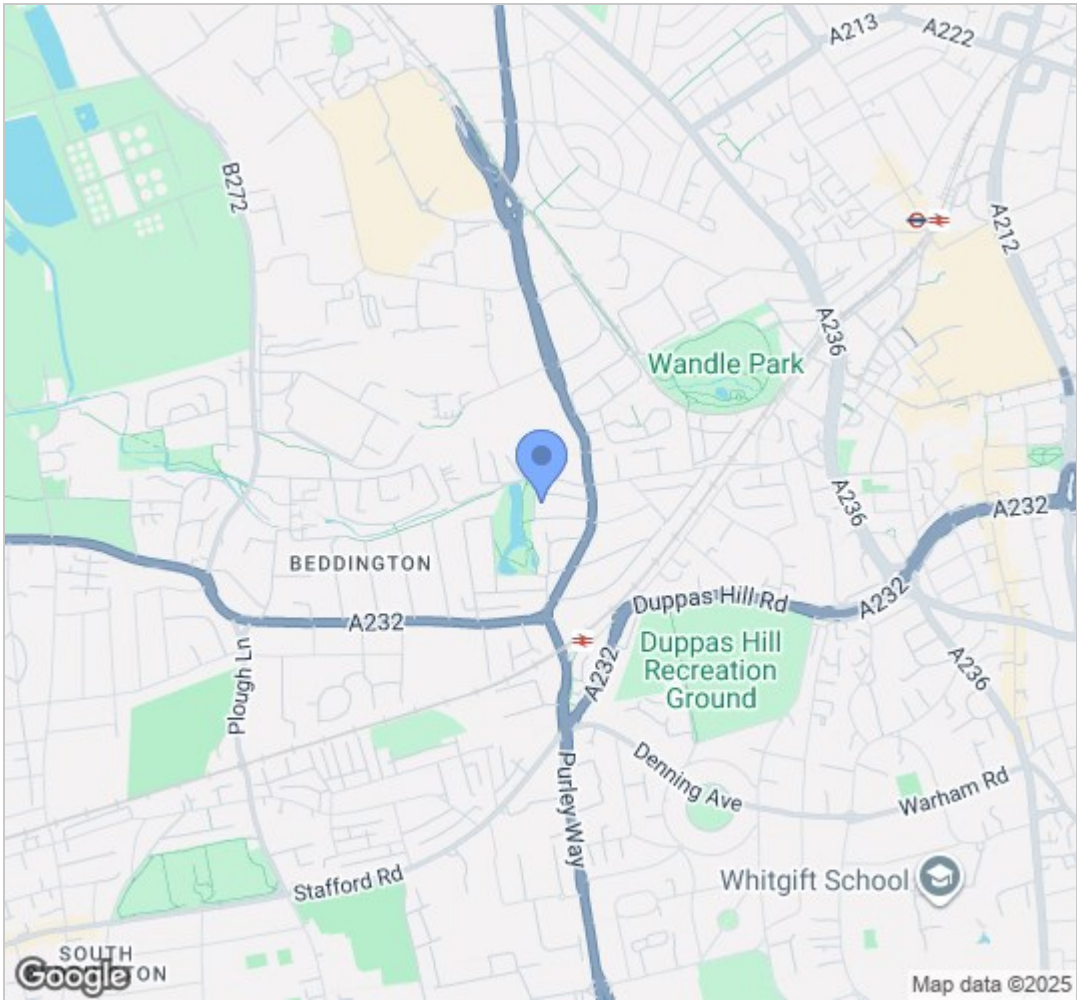 A213
A222
B272
A212
A236
Wandle Park
A236
A232
BEDDINGTON
A232
Duppas Hill Rd
A232
Duppas Hill
Recreation
Ground
A232
A236
Plough Ln
Purley Way
Denning Ave
Warham Rd
Stafford Rd
Whitgift School
SOUTH
Google
Map data ©2025